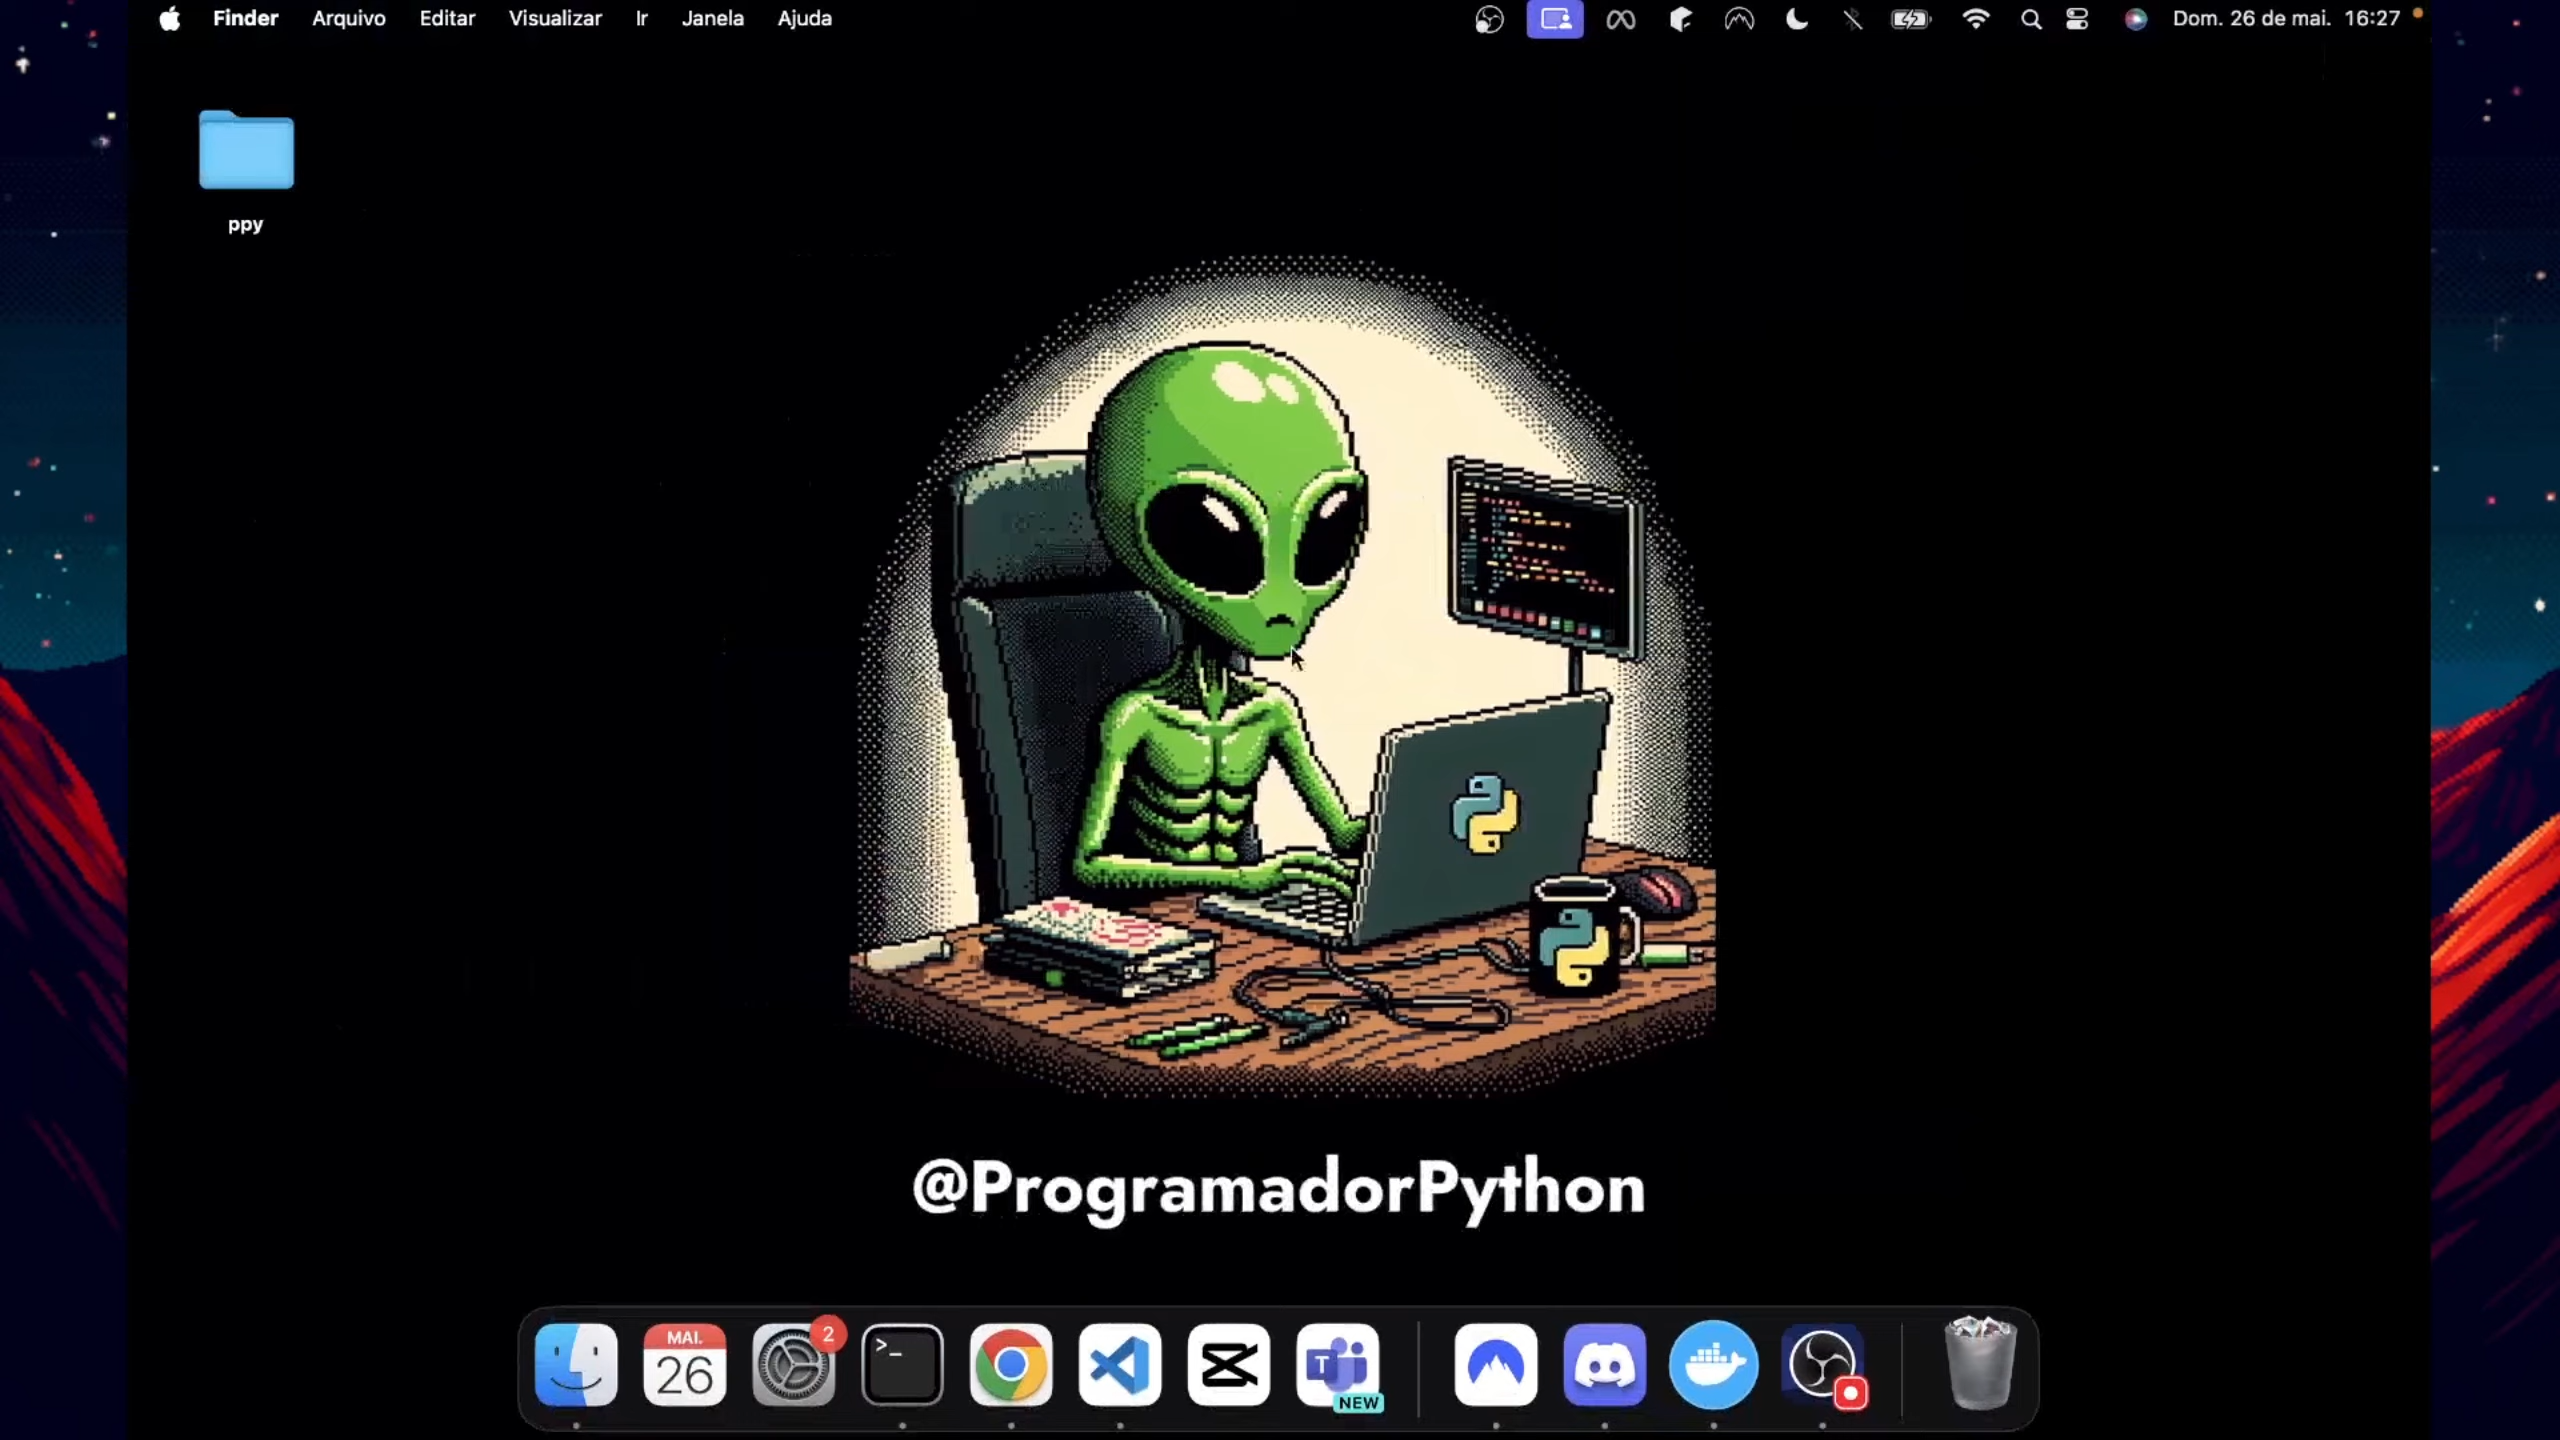 Finder Arquivo Editar Visualizar Ir Janela Ajuda Dom. 26 de mai. 16:27
ppy
@ProgramadorPython
MAI.
26
2
>_
T
NEW